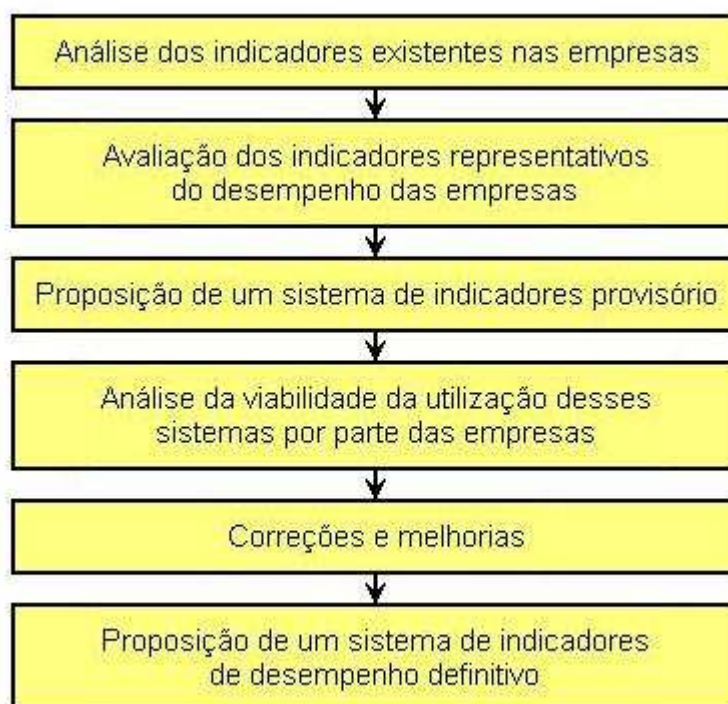 Análise dos indicadores existentes nas empresas
Avaliação dos indicadores representativos
do desempenho das empresas
Proposição de um sistema de indicadores provisório
Análise da viabilidade da utilização desses
sistemas por parte das empresas
Correções e melhorias
Proposição de um sistema de indicadores
de desempenho definitivo